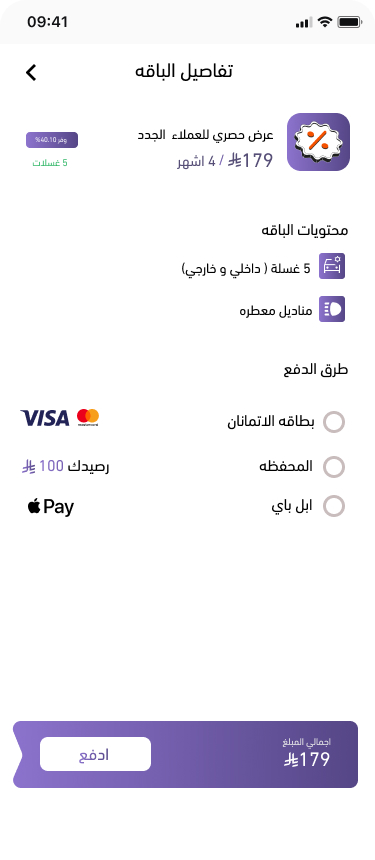 09:41
تفاصيل الباقه
عرض حصري للعملاء الجدد
179 / 4 اشهر
وفر 40.10%
5 غسلات
محتويات الباقه
5 غسلة ( داخلي و خارجي)
مناديل معطره
طرق الدفع
بطاقه الاتمانان
VISA mastercard
المحفظه
رصيدك 100
ابل باي
Pay
اجمالي المبلغ
179
ادفع